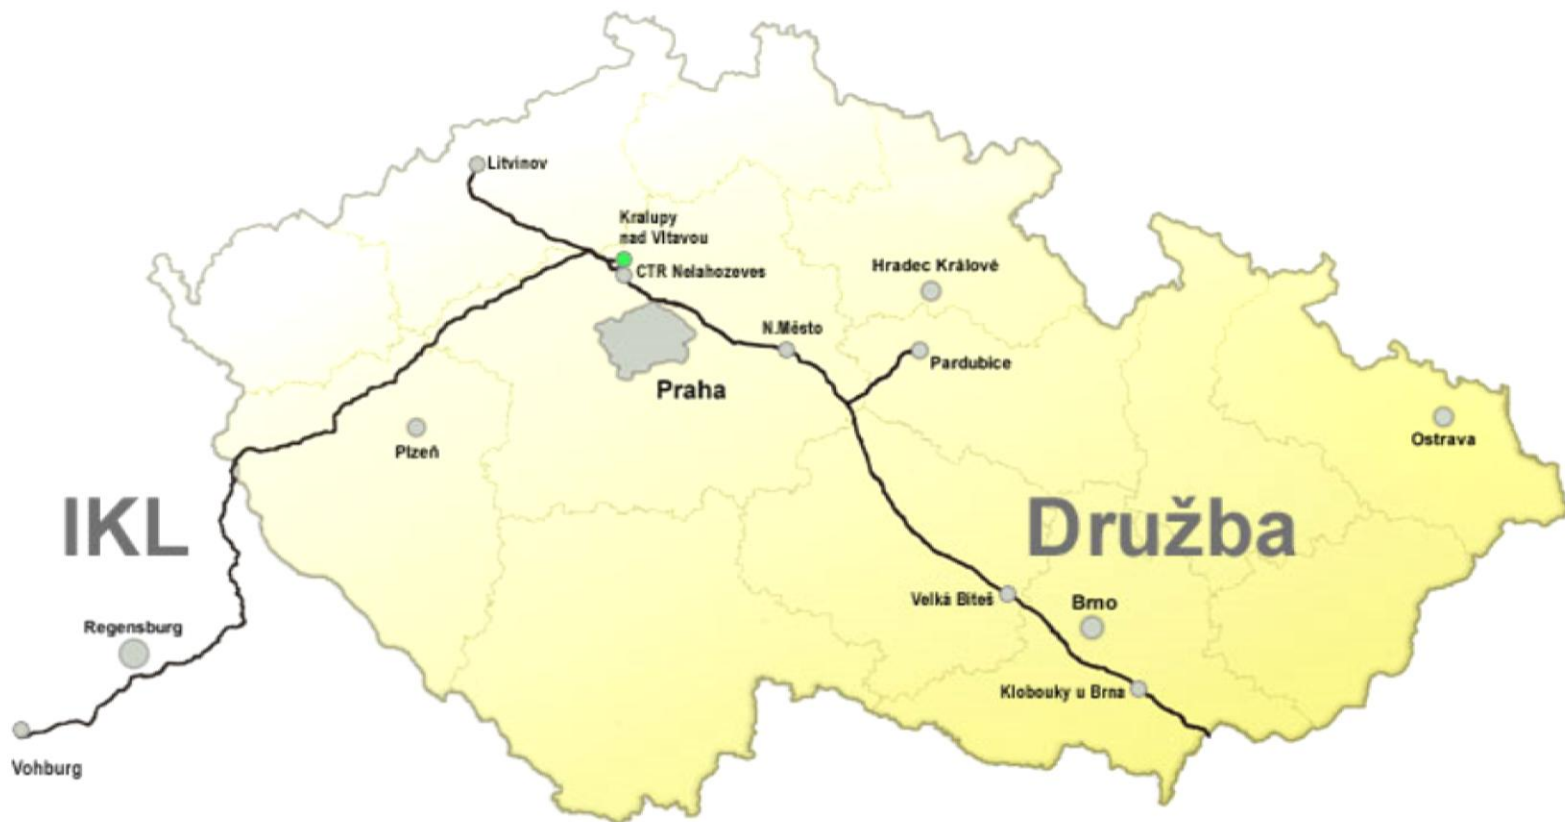 Litvinov
Kralupy
nad Vltavou
CTR Nelahozeves
Hradec Králové
N.Město
Pardubice
Praha
Plzeň
Ostrava
IKL
Družba
Velká Biteš
Brno
Regensburg
Klobouky u Brna
Vohburg